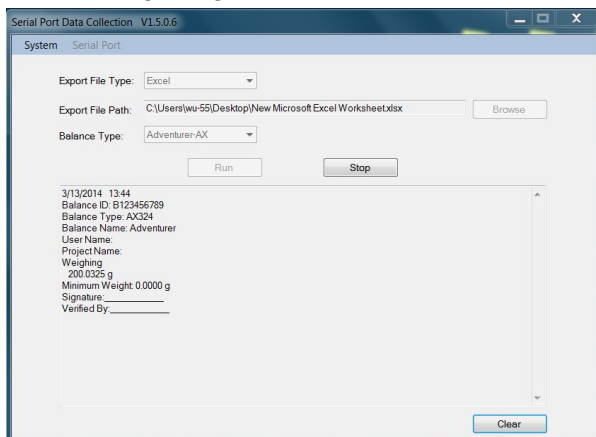 Serial Port Data Collection V1.5.0.6
System Serial Port
Export File Type: Excel
Export File Path: C:\Users\wu-55\Desktop\New Microsoft Excel Worksheet.xlsx Browse
Balance Type: Adventurer-AX
Run Stop
3/13/2014 13:44
Balance ID: B123456789
Balance Type: AX324
Balance Name: Adventurer
User Name:
Project Name:
Weighing
200.0325 g
Minimum Weight: 0.0000 g
Signature:___________
Verified By:___________
Clear